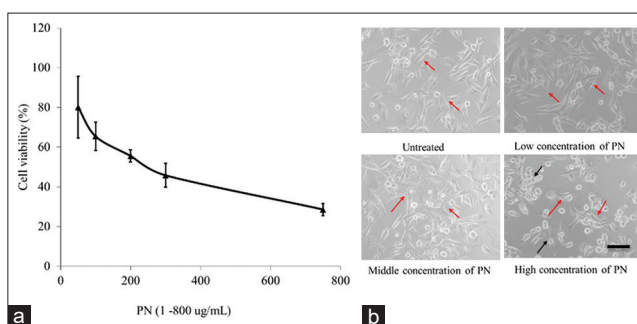 120
100
80
60
40
20
0
Cell viability (%)
0
200
400
600
800
PN (1 -800 ug/mL)
a
b
Untreated
Low concentration of PN
Middle concentration of PN
High concentration of PN